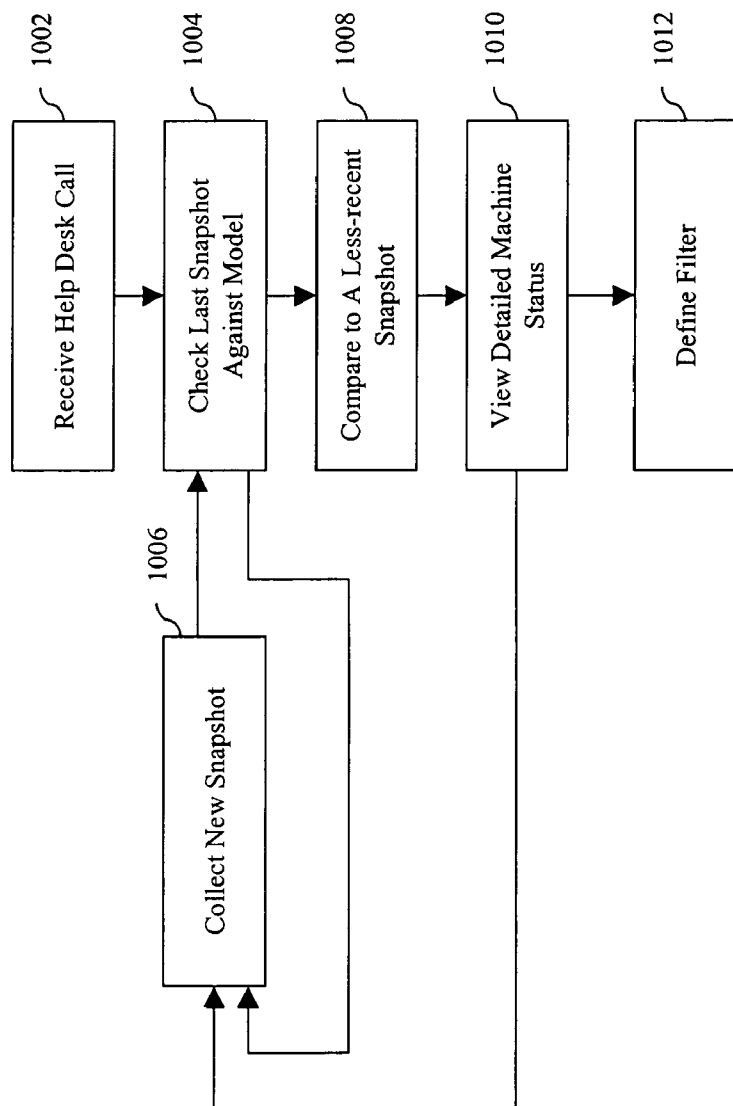 1002
Receive Help Desk Call
1004
Check Last Snapshot
Against Model
1006
Collect New Snapshot
1008
Compare to A Less-recent
Snapshot
1010
View Detailed Machine
Status
1012
Define Filter